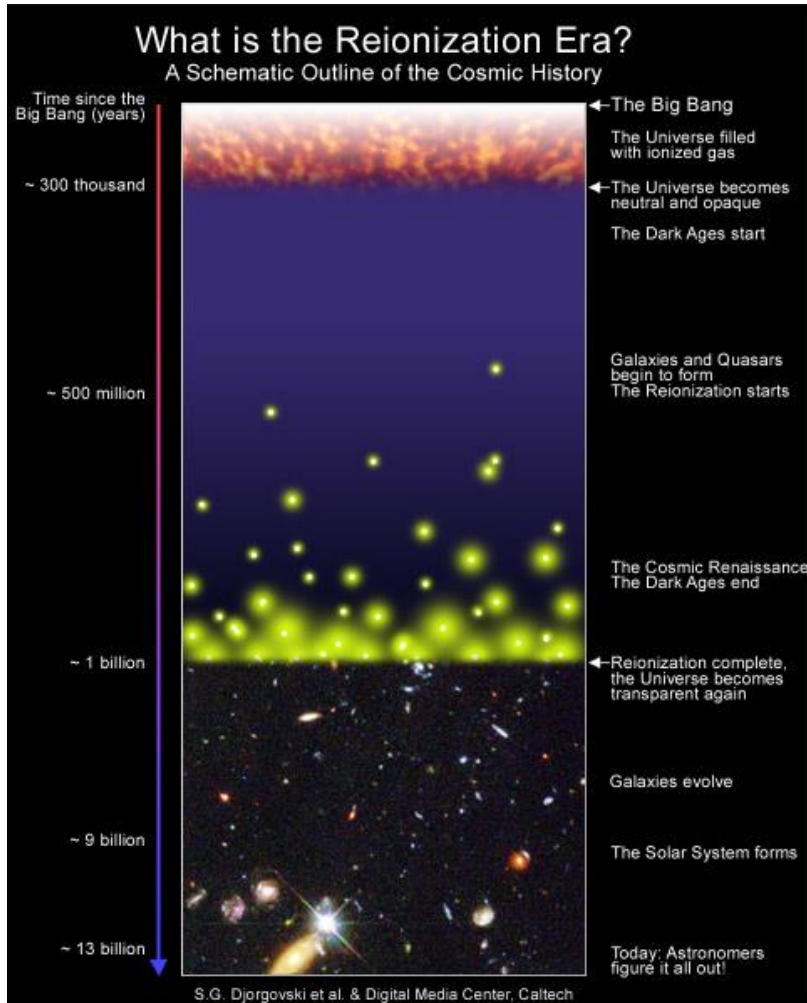 What is the Reionization Era?
A Schematic Outline of the Cosmic History
Time since the
Big Bang (years)
The Big Bang
The Universe filled
with ionized gas
~ 300 thousand
The Universe becomes
neutral and opaque
The Dark Ages start
Galaxies and Quasars
begin to form
The Reionization starts
~ 500 million
The Cosmic Renaissance
The Dark Ages end
~ 1 billion
Reionization complete,
the Universe becomes
transparent again
Galaxies evolve
~ 9 billion
The Solar System forms
~ 13 billion
Today: Astronomers
figure it all out!
S.G. Djorgovski et al. & Digital Media Center, Caltech